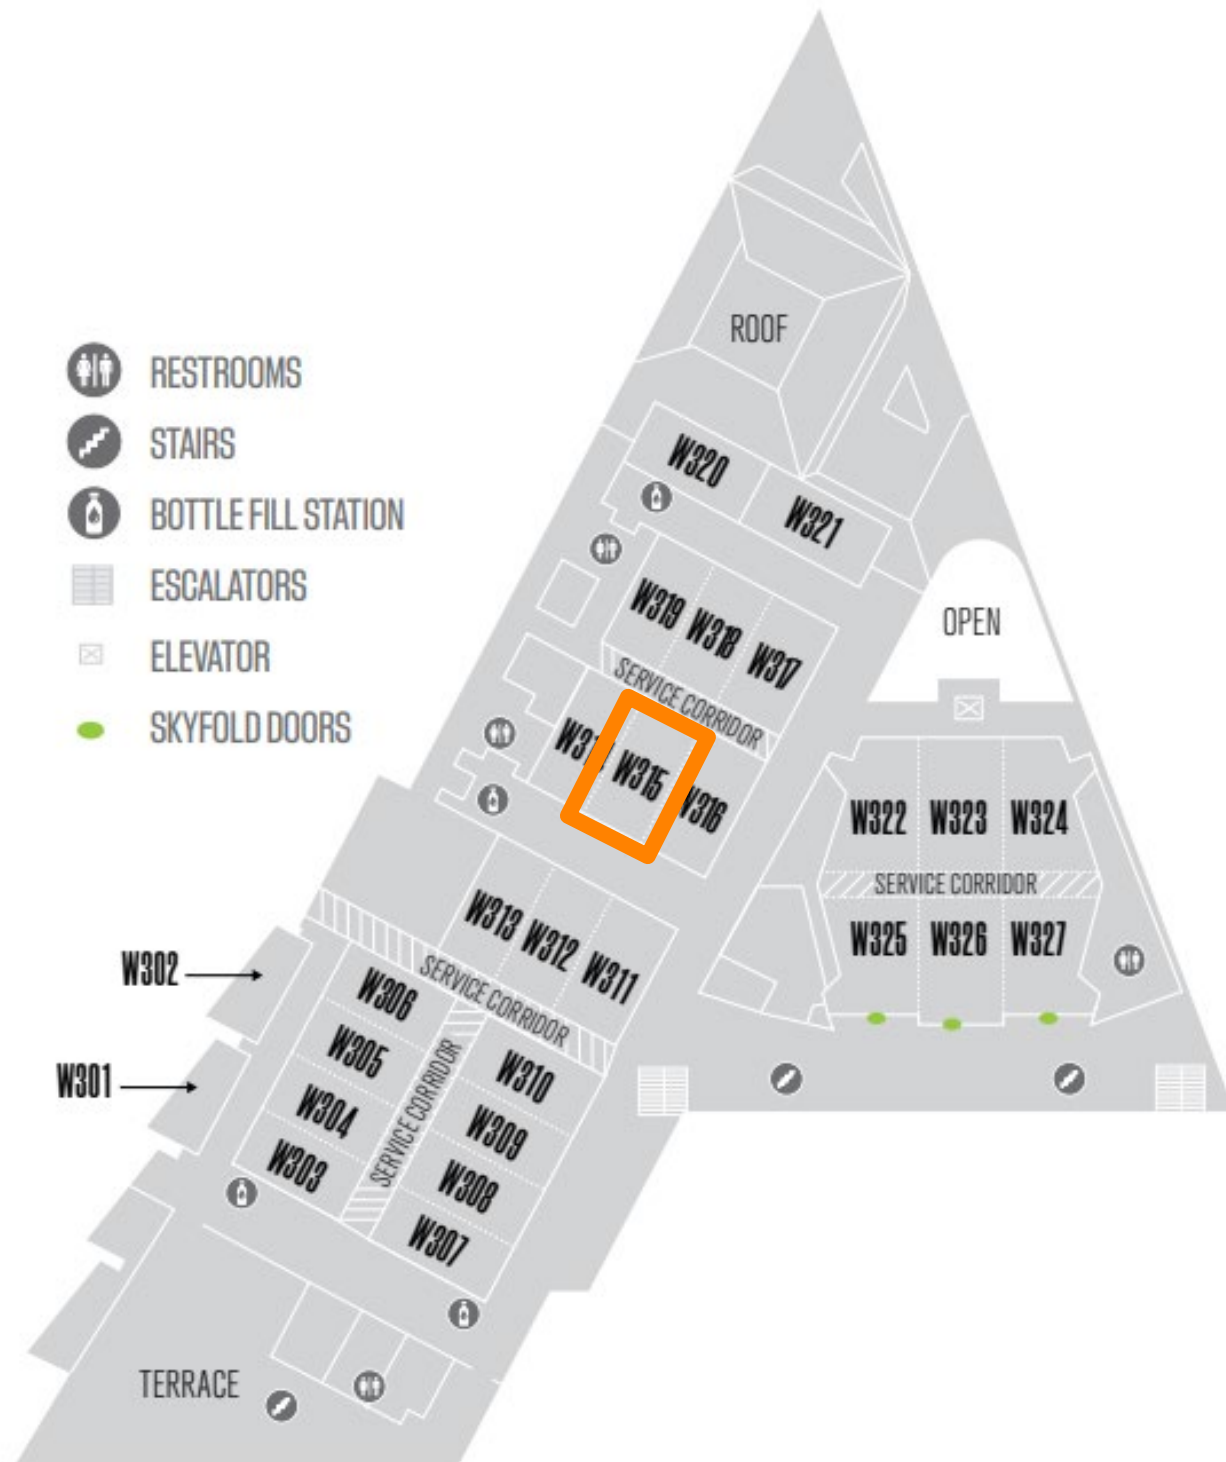 ROOF
RESTROOMS
STAIRS
BOTTLE FILL STATION
ESCALATORS
ELEVATOR
SKYFOLD DOORS
W320
W321
OPEN
W319
W318
W317
SERVICE CORRIDOR
W315
W316
W322
W323
W324
SERVICE CORRIDOR
W325
W326
W327
W313
W312
W311
W302
SERVICE CORRIDOR
W306
W305
W301
W304
W303
SERVICE CORRIDOR
W310
W309
W308
W307
TERRACE